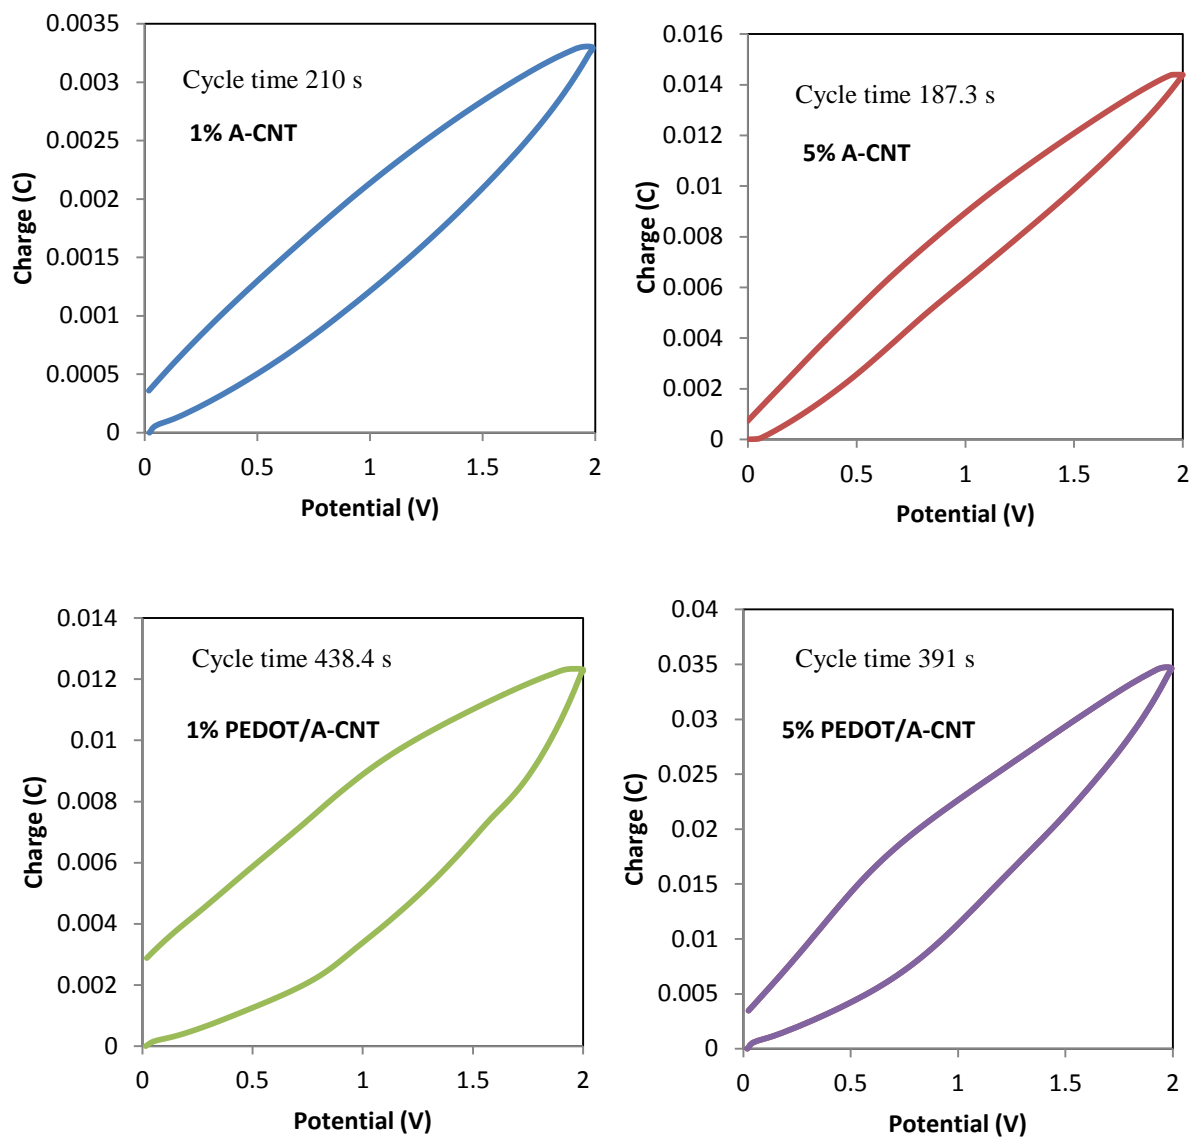 0.0035
0.003
0.0025
0.002
0.0015
0.001
0.0005
0
Charge (C)
Cycle time 210 s
1% A-CNT
0 0.5 1 1.5 2
Potential (V)
0.016
0.014
0.012
0.01
0.008
0.006
0.004
0.002
0
Charge (C)
Cycle time 187.3 s
5% A-CNT
0 0.5 1 1.5 2
Potential (V)
0.014
0.012
0.01
0.008
0.006
0.004
0.002
0
Charge (C)
Cycle time 438.4 s
1% PEDOT/A-CNT
0 0.5 1 1.5 2
Potential (V)
0.04
0.035
0.03
0.025
0.02
0.015
0.01
0.005
0
Charge (C)
Cycle time 391 s
5% PEDOT/A-CNT
0 0.5 1 1.5 2
Potential (V)